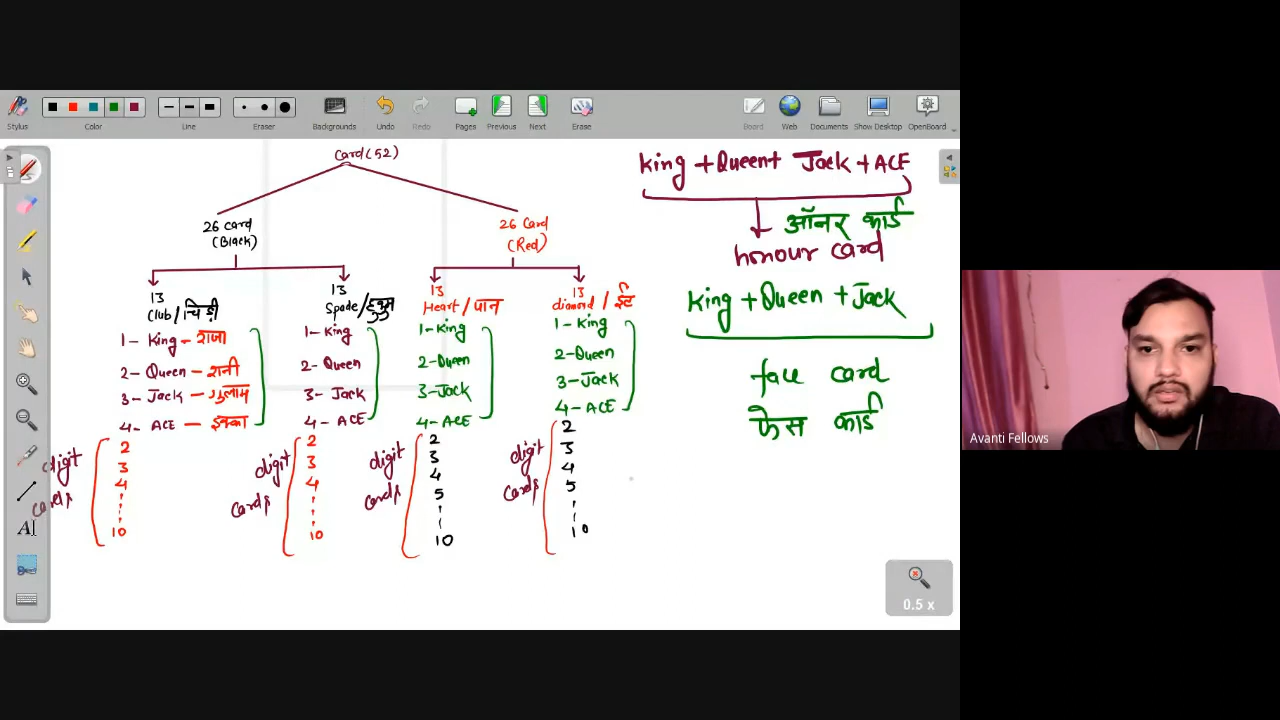 Color
Stylus
Line
Eraser
Backgrounds
Undo
Redo
Pages
Previous
Next
Erase
Board
Web
Documents
Show Desktop
OpenBoard
Card (52)
26 card
(Black)
26 Card
(Red)
13
Club/चिड़ी
1- King - राजा
2- Queen - रानी
3- Jack - गुलाम
4- ACE - इक्का
digit
cards
2
3
4
10
13
Spade/हुकुम
1- King
2- Queen
3- Jack
4- ACE
digit
cards
2
3
4
10
13
Heart/पान
1- King
2-Queen
3-Jack
4- ACE
digit
cards
2
3
4
5
10
13
diamond / ईंट
1- King
2-Queen
3-Jack
4- ACE
digit
cards
2
3
4
5
10
King +Queen+ Jack + ACE
ऑनर कार्ड
honour card
King + Queen + Jack
face card
फेस कार्ड
0.5 x
Avanti Fellows